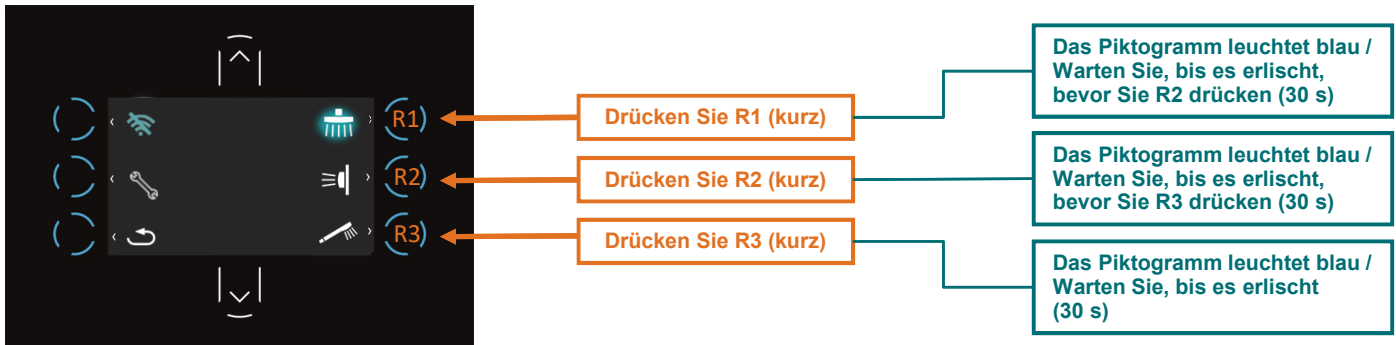 R1
R2
R3
Drücken Sie R1 (kurz)
Drücken Sie R2 (kurz)
Drücken Sie R3 (kurz)
Das Piktogramm leuchtet blau /
Warten Sie, bis es erlischt,
bevor Sie R2 drücken (30 s)
Das Piktogramm leuchtet blau /
Warten Sie, bis es erlischt,
bevor Sie R3 drücken (30 s)
Das Piktogramm leuchtet blau /
Warten Sie, bis es erlischt
(30 s)